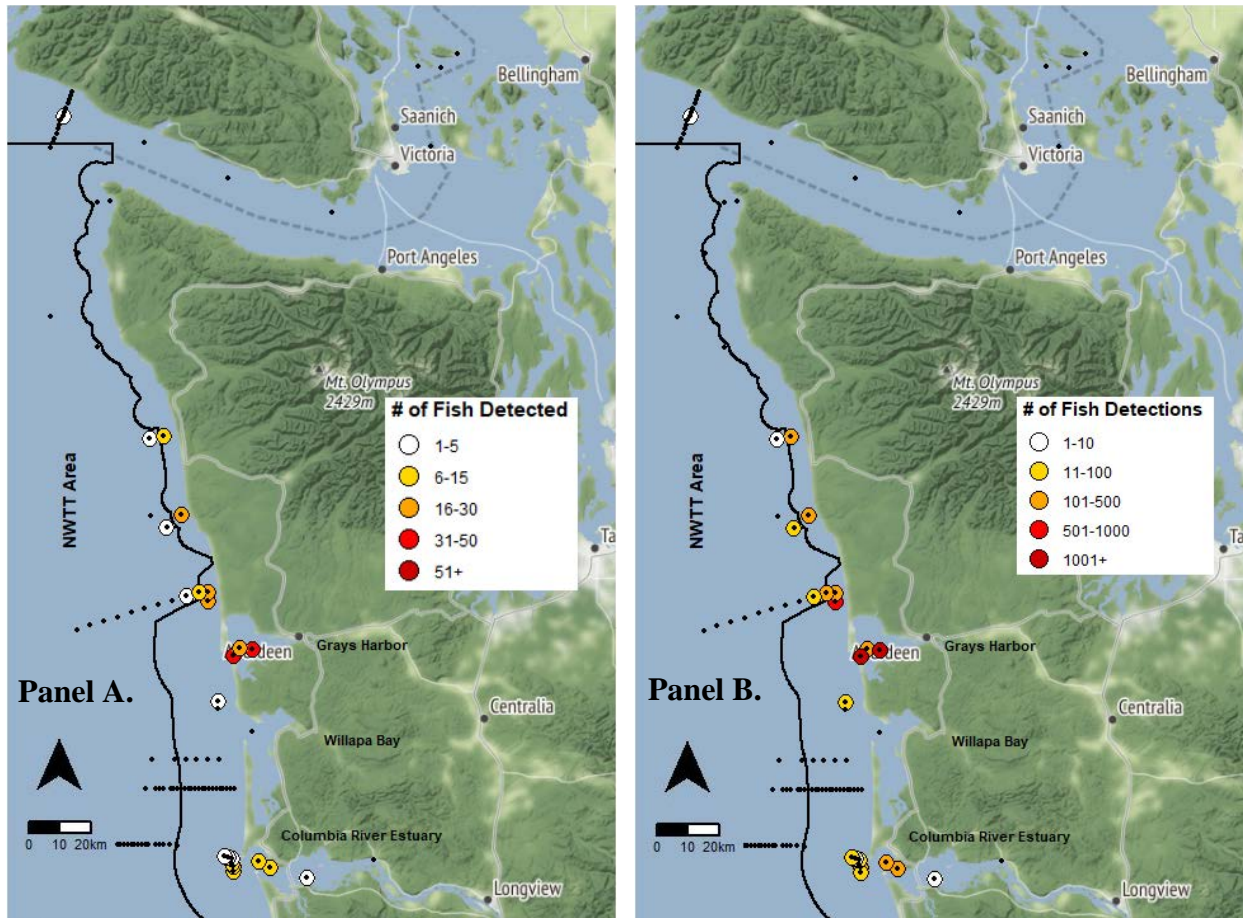 Bellingham
Saanich
Victoria
Port Angeles
Mt. Olympus
2429m
# of Fish Detected
1-5
6-15
16-30
31-50
51+
NWTT Area
Ta
Grays Harbor
Panel A.
Centralia
Willapa Bay
0 10 20km
Columbia River Estuary
Longview
Bellingham
Saanich
Victoria
Port Angeles
Mt. Olympus
2429m
# of Fish Detections
1-10
11-100
101-500
501-1000
1001+
NWTT Area
Ta
Grays Harbor
Panel B.
Centralia
Willapa Bay
0 10 20km
Columbia River Estuary
Longview